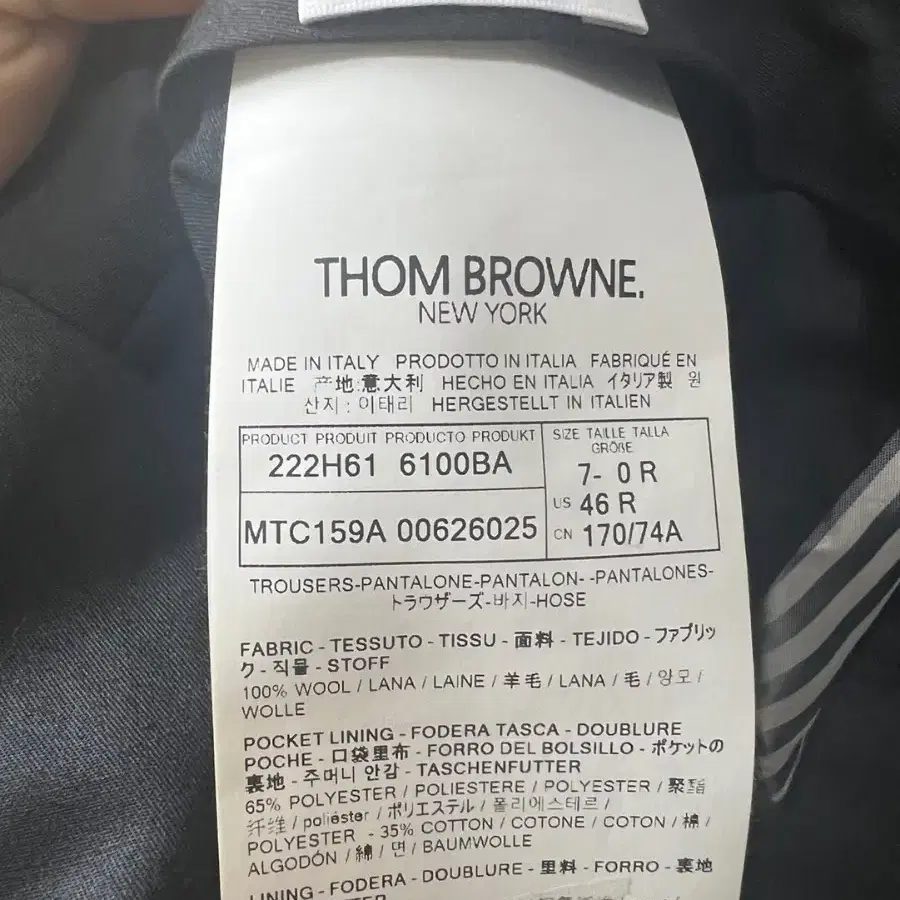 THOM BROWNE.
NEW YORK
MADE IN ITALY PRODOTTO IN ITALIA FABRIQUÉ EN
ITALIE 产地:意大利 HECHO EN ITALIA イタリア製 원
산지 : 이태리 HERGESTELLT IN ITALIEN
PRODUCT PRODUIT PRODUCTO PRODUKT
222H61 6100BA
MTC159A 00626025
SIZE TAILLE TALLA
GRÖßE
7- 0 R
US 46 R
CN 170/74A
TROUSERS-PANTALONE-PANTALON- -PANTALONES-
トラウザーズ-바지-HOSE
FABRIC - TESSUTO - TISSU - 面料 - TEJIDO - ファブリッ
ク - 직물 - STOFF
100% WOOL / LANA / LAINE / 羊毛 / LANA / 毛 / 양모 /
WOLLE
POCKET LINING - FODERA TASCA - DOUBLURE
POCHE - 口袋里布 - FORRO DEL BOLSILLO - ポケットの
裏地 - 주머니 안감 - TASCHENFUTTER
65% POLYESTER / POLIESTERE / POLYESTER / 聚酯
纤维 / poliéster / ポリエステル / 폴리에스테르 /
POLYESTER - 35% COTTON / COTONE / COTON / 棉 /
ALGODÓN / 綿 / 면 / BAUMWOLLE
LINING - FODERA - DOUBLURE - 里料 - FORRO - 裏地